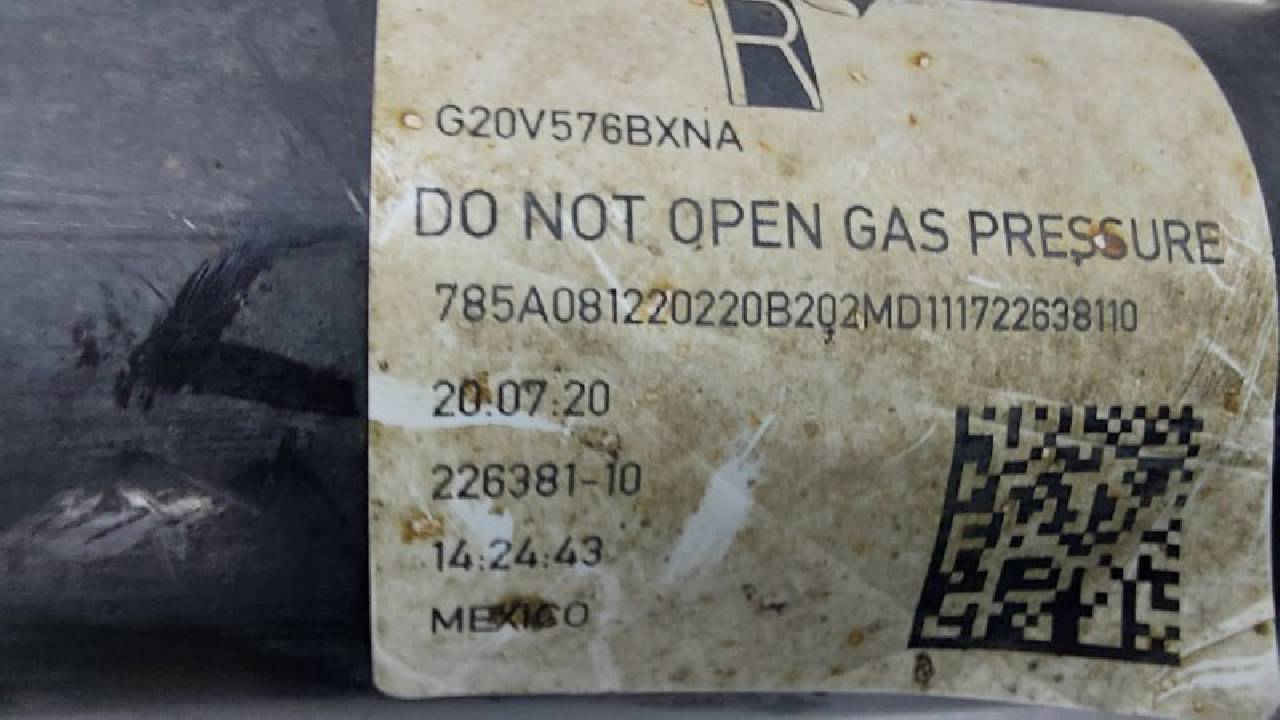 R
G20V576BXNA
DO NOT OPEN GAS PRESSURE
785A081220220B202MD111722638110
20:07:20
226381-10
14:24:43
MEXICO